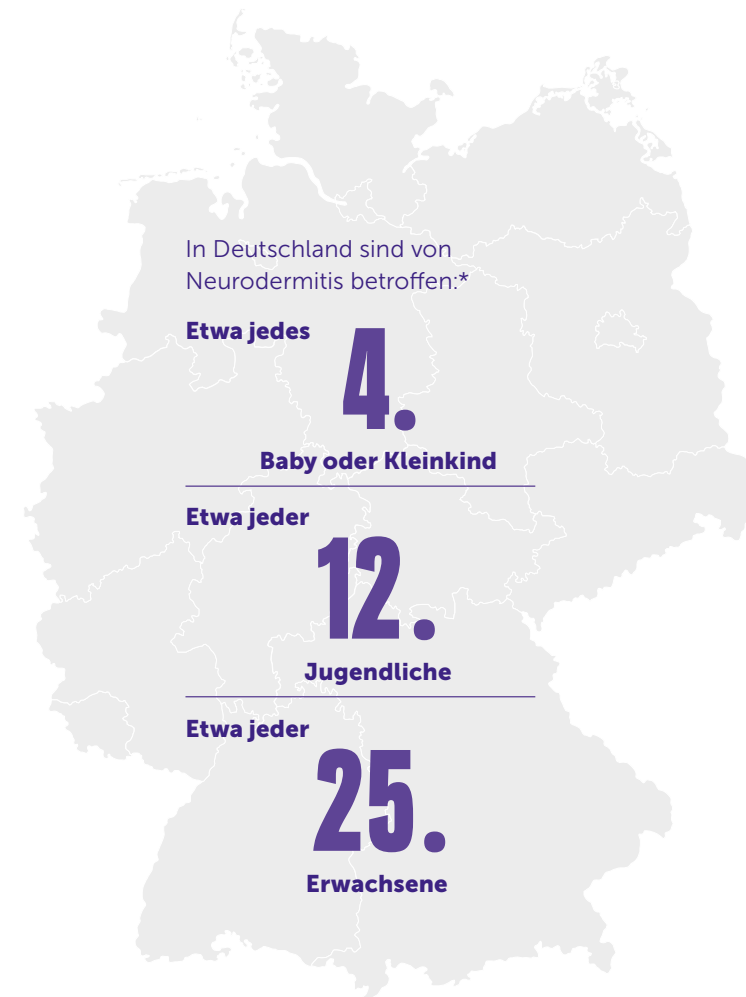 In Deutschland sind von
Neurodermitis betroffen:*
Etwa jedes
4.
Baby oder Kleinkind
Etwa jeder
12.
Jugendliche
Etwa jeder
25.
Erwachsene